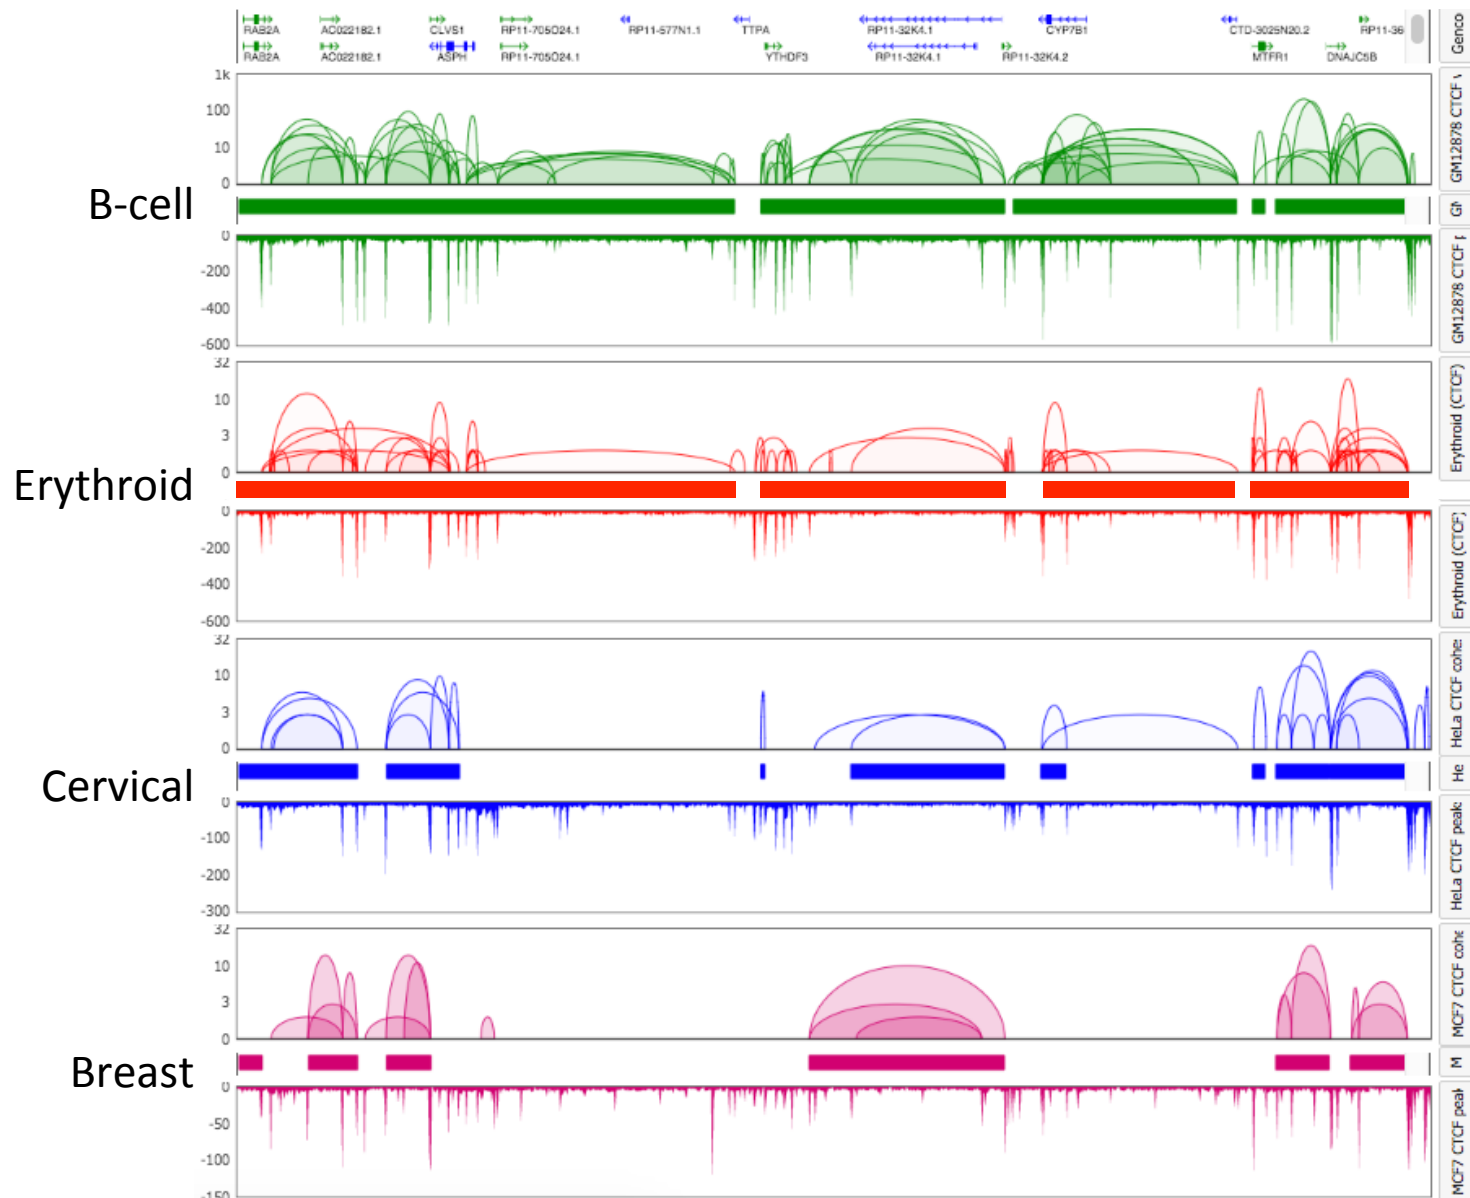 RAB2A AC022182.1 CLVS1 RP11-705O24.1 RP11-577N1.1 TTPA RP11-32K4.1 CYP7B1 CTD-3025N20.2 RP11-36
RAB2A AC022182.1 ASPH RP11-705O24.1 YTHDF3 RP11-32K4.1 RP11-32K4.2 MTFR1 DNAJC5B
Genco
1k
100
10
0
GM12878 CTCF
B-cell
GM
0
-200
-400
-600
GM12878 CTCF
32
10
3
0
Erythroid (CTCF)
Erythroid
0
-200
-400
-600
Erythroid (CTCF)
32
10
3
0
HeLa CTCF cohe
Cervical
He
0
-100
-200
-300
HeLa CTCF peak
32
10
3
0
MCF7 CTCF cohe
Breast
M
0
-50
-100
-150
MCF7 CTCF peak